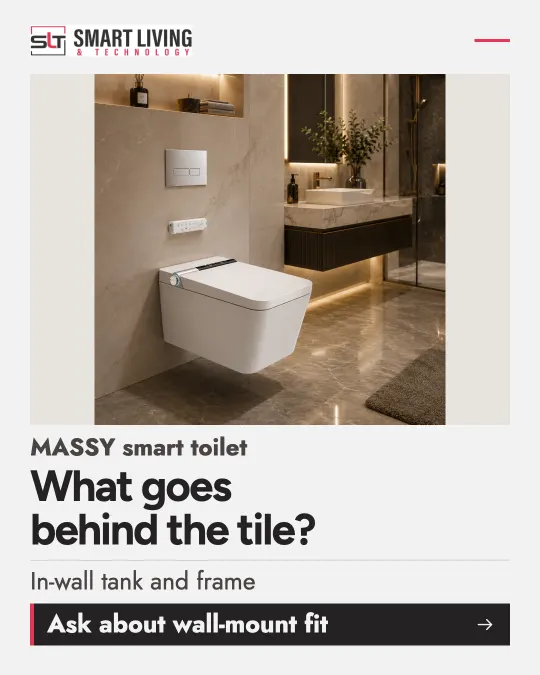 SLT SMART LIVING
& TECHNOLOGY
MASSY smart toilet
What goes
behind the tile?
In-wall tank and frame
Ask about wall-mount fit →